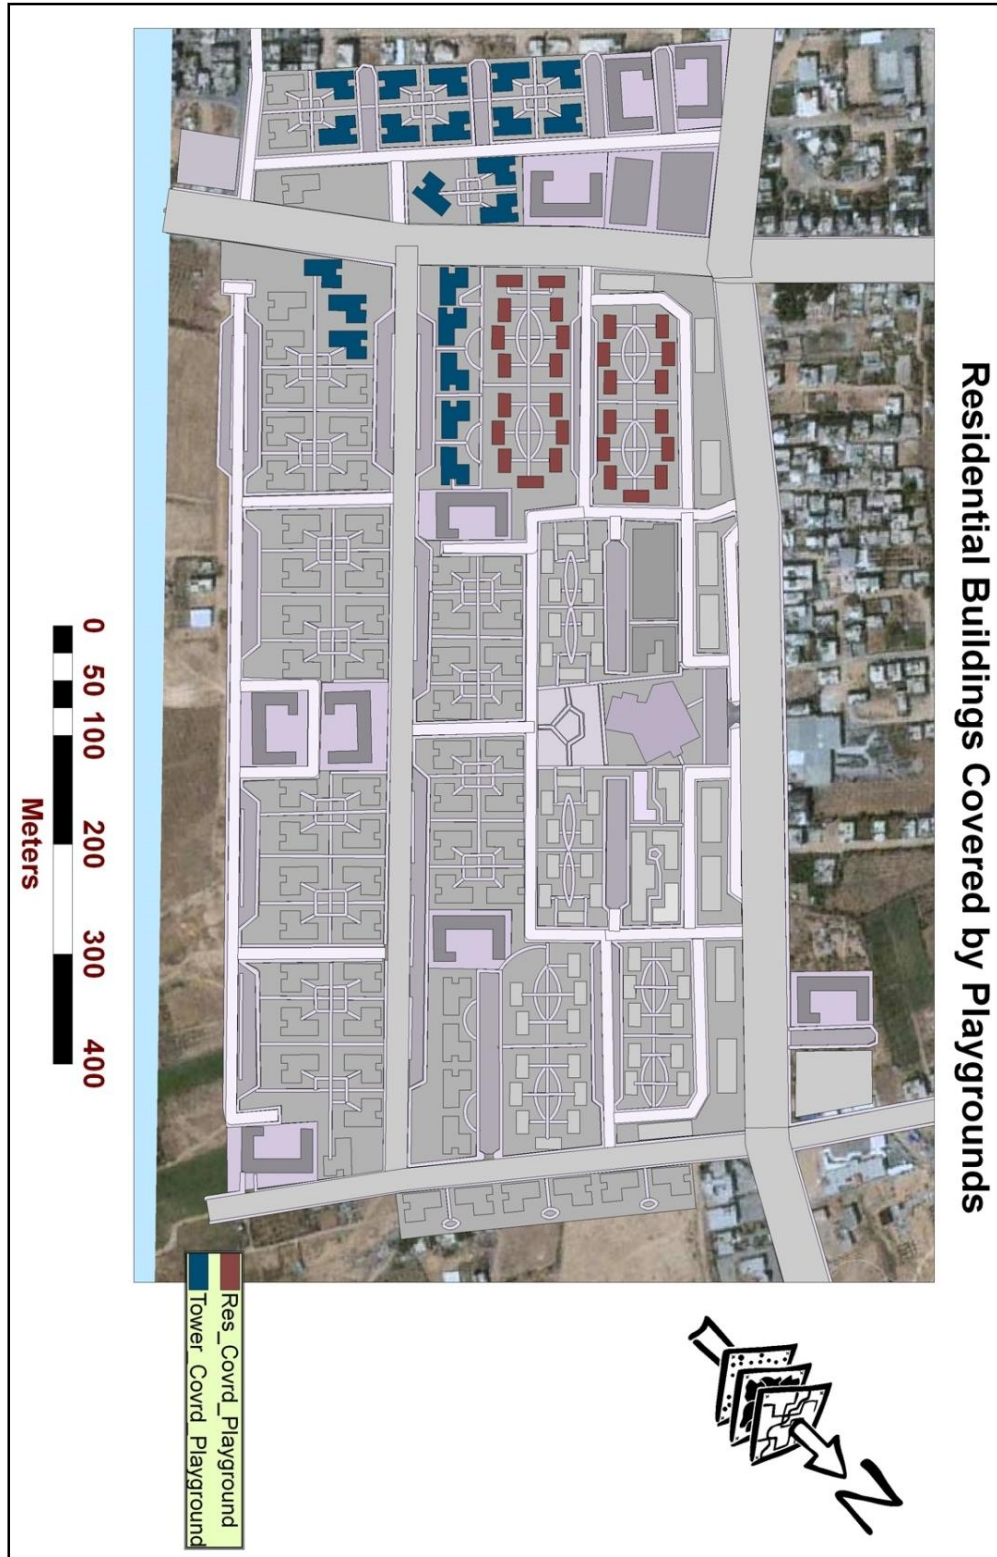 Residential Buildings Covered by Playgrounds
N
0 50 100 200 300 400
Meters
Res_Covrd_Playground
Tower_Covrd_Playground